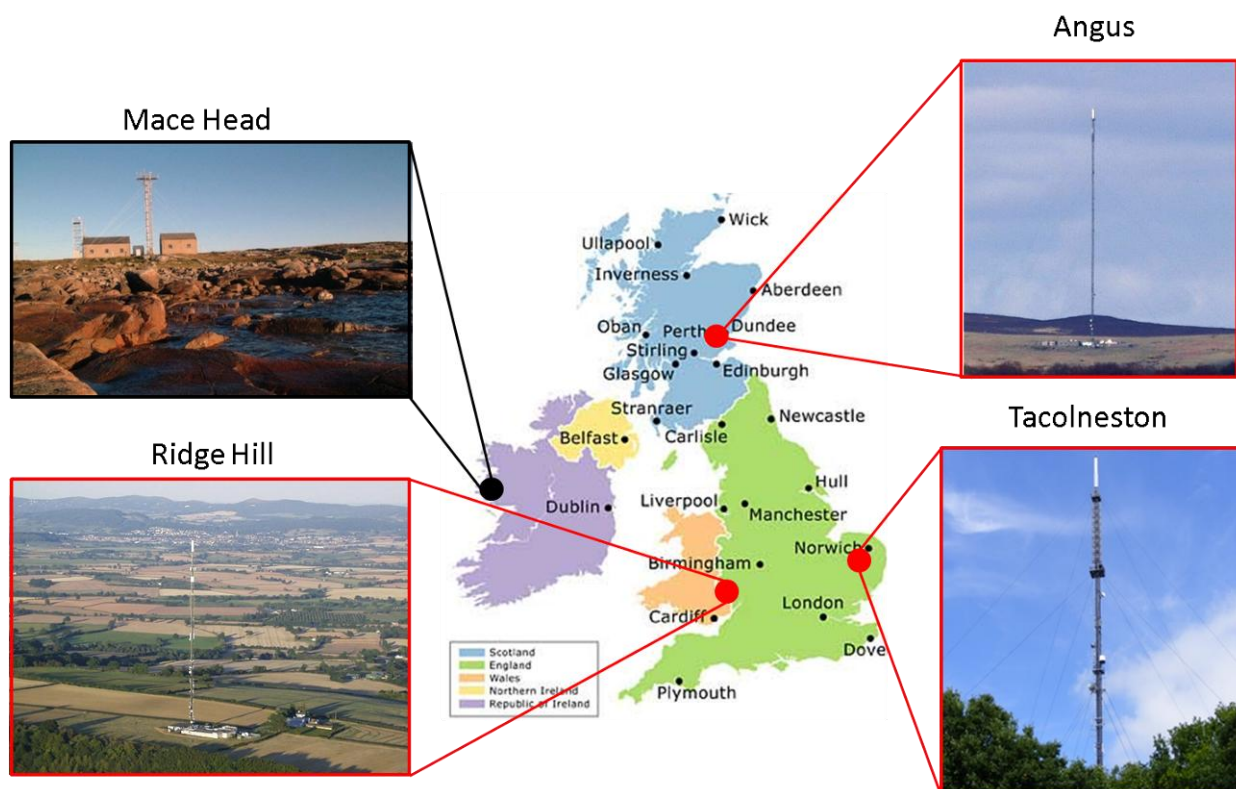 Angus
Mace Head
Wick
Ullapool
Inverness
Aberdeen
Oban
Perth
Dundee
Stirling
Glasgow
Edinburgh
Stranraer
Newcastle
Carlisle
Belfast
Tacolneston
Ridge Hill
Hull
Liverpool
Dublin
Manchester
Norwich
Birmingham
London
Cardiff
Dove
Plymouth
Scotland
England
Wales
Northern Ireland
Republic of Ireland